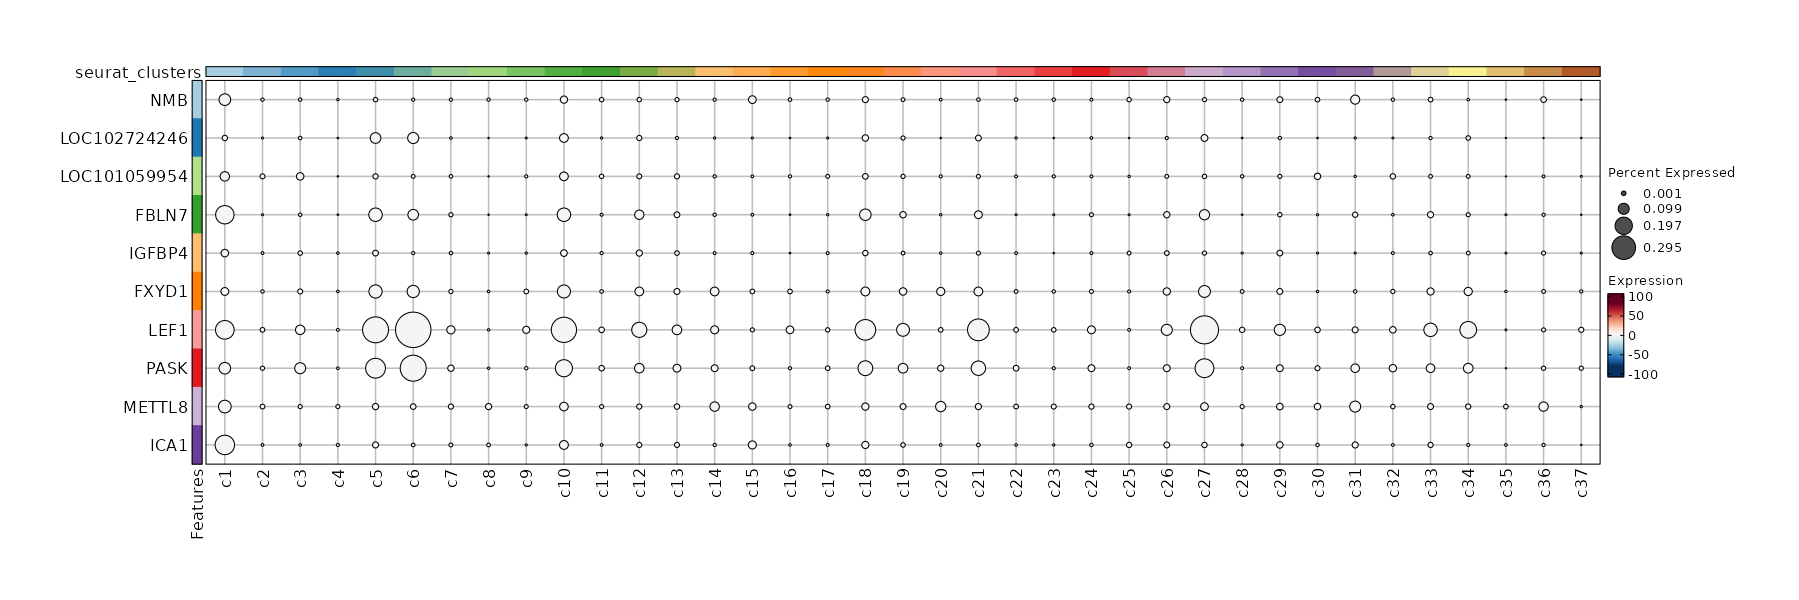 seurat_clusters
NMB
LOC102724246
LOC101059954
FBLN7
IGFBP4
FXYD1
LEF1
PASK
METTL8
ICA1
Features
c1 c2 c3 c4 c5 c6 c7 c8 c9 c10 c11 c12 c13 c14 c15 c16 c17 c18 c19 c20 c21 c22 c23 c24 c25 c26 c27 c28 c29 c30 c31 c32 c33 c34 c35 c36 c37
Percent Expressed
0.001
0.099
0.197
0.295
Expression
100
50
0
-50
-100